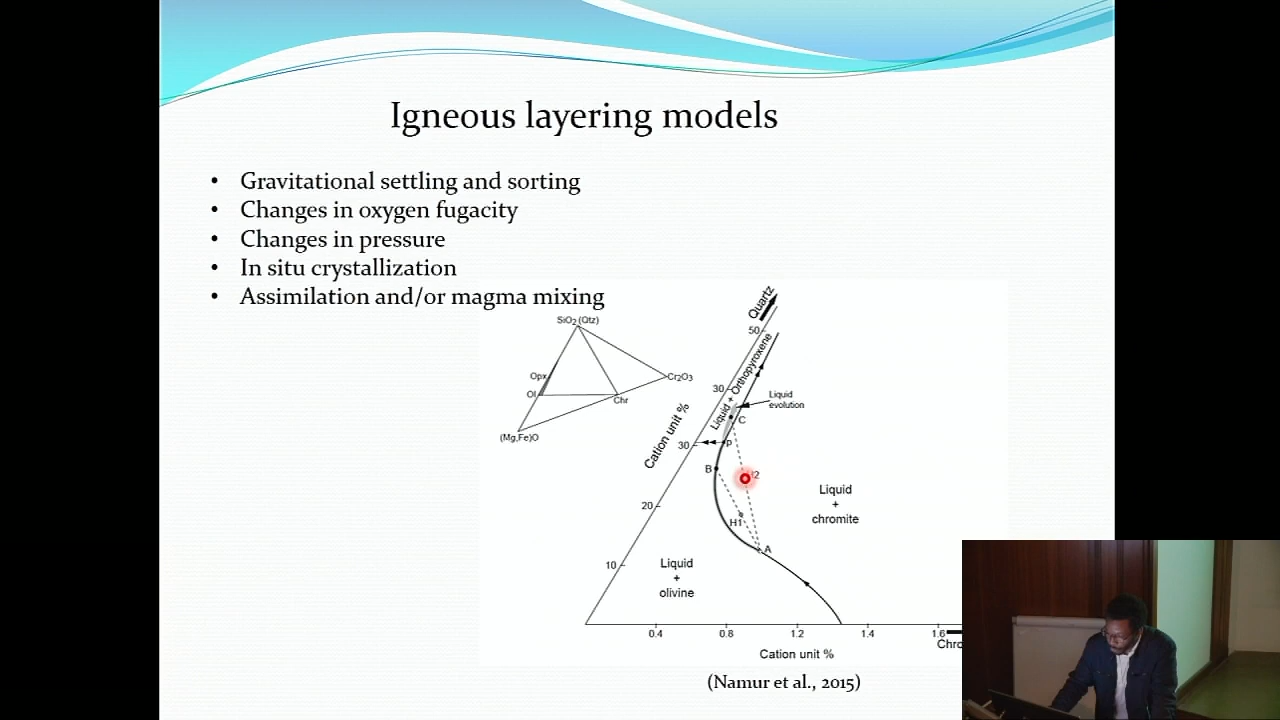 Igneous layering models
• Gravitational settling and sorting
• Changes in oxygen fugacity
• Changes in pressure
• In situ crystallization
• Assimilation and/or magma mixing
SiO2 (Qtz)
Opx
Ol
Chr
Cr2O3
(Mg,Fe)O
Quartz
50
30
Liquid + Orthopyroxene
Liquid
evolution
C
Cation unit %
30
p
B
20
H1
A
10
Liquid
+
chromite
Liquid
+
olivine
0.4 0.8 1.2 1.4 1.6
Cation unit %
(Namur et al., 2015)